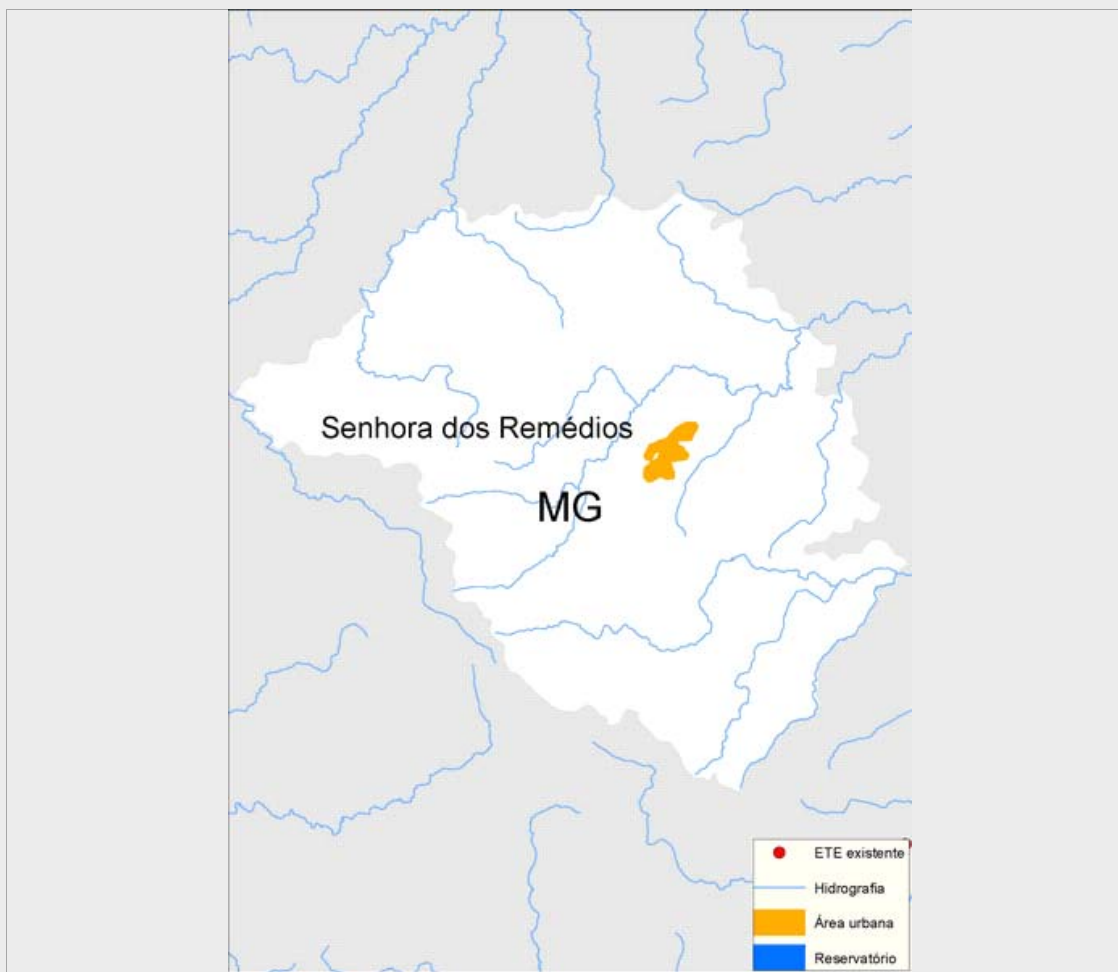 Senhora dos Remédios
MG
ETE existente
Hidrografia
Área urbana
Reservatório